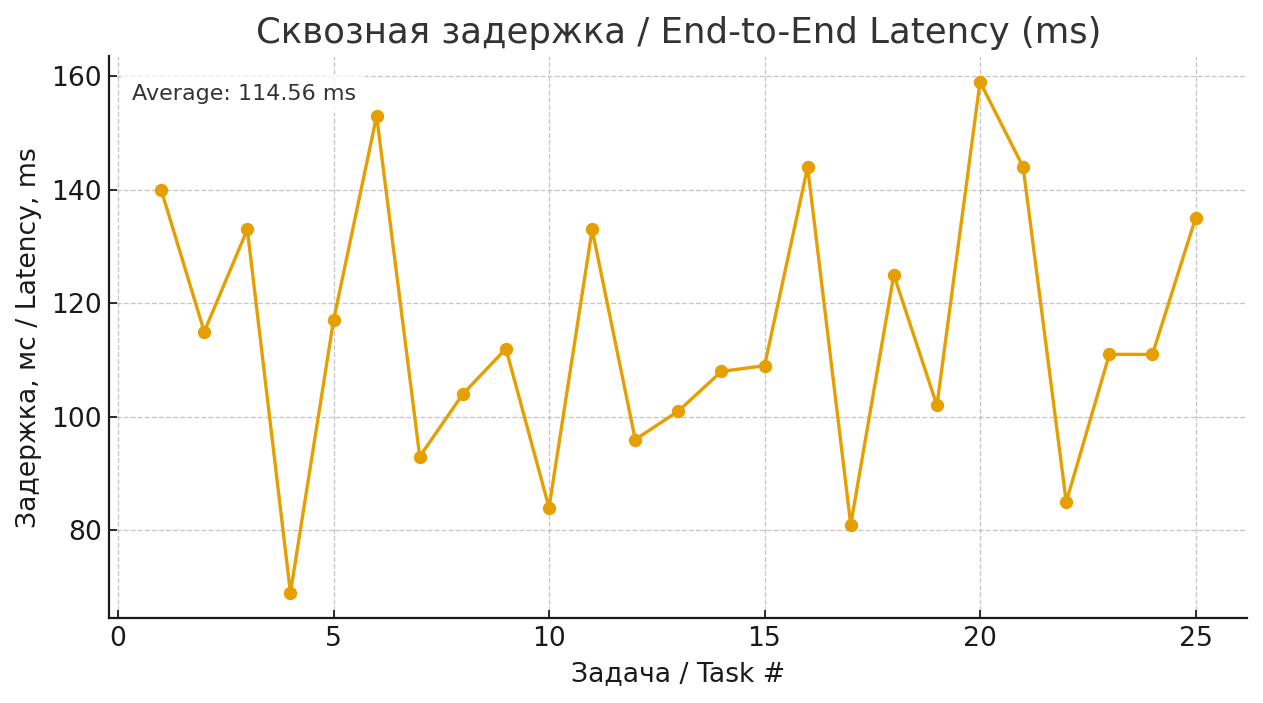 Сквозная задержка / End-to-End Latency (ms)
Average: 114.56 ms
Задержка, мс / Latency, ms
160
140
120
100
80
0 5 10 15 20 25
Задача / Task #